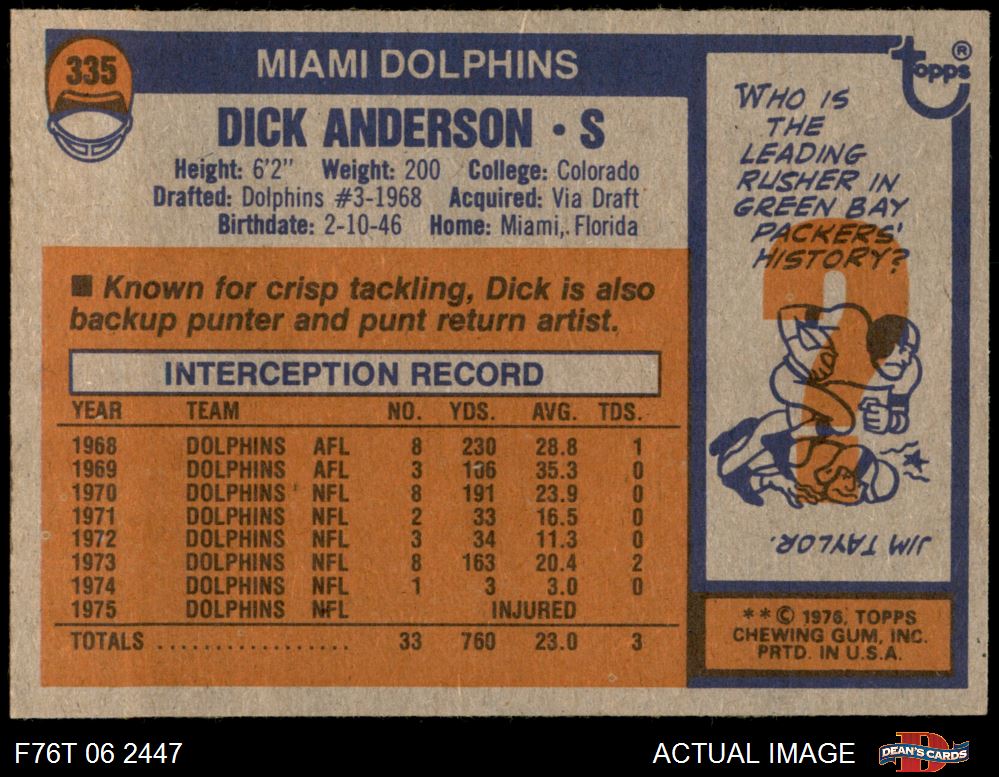 335
MIAMI DOLPHINS
topps®
DICK ANDERSON • S
Height: 6'2" Weight: 200 College: Colorado
Drafted: Dolphins #3-1968 Acquired: Via Draft
Birthdate: 2-10-46 Home: Miami, Florida
■ Known for crisp tackling, Dick is also
backup punter and punt return artist.
INTERCEPTION RECORD
YEAR TEAM NO. YDS. AVG. TDS.
1968 DOLPHINS AFL 8 230 28.8 1
1969 DOLPHINS AFL 3 106 35.3 0
1970 DOLPHINS NFL 8 191 23.9 0
1971 DOLPHINS NFL 2 33 16.5 0
1972 DOLPHINS NFL 3 34 11.3 0
1973 DOLPHINS NFL 8 163 20.4 2
1974 DOLPHINS NFL 1 3 3.0 0
1975 DOLPHINS NFL INJURED
TOTALS ................. 33 760 23.0 3
WHO IS
THE
LEADING
RUSHER IN
GREEN BAY
PACKERS'
HISTORY?
?
JIM TAYLOR.
**© 1976, TOPPS
CHEWING GUM, INC.
PRTD. IN U.S.A.
F76T 06 2447
ACTUAL IMAGE
D
DEAN'S CARDS